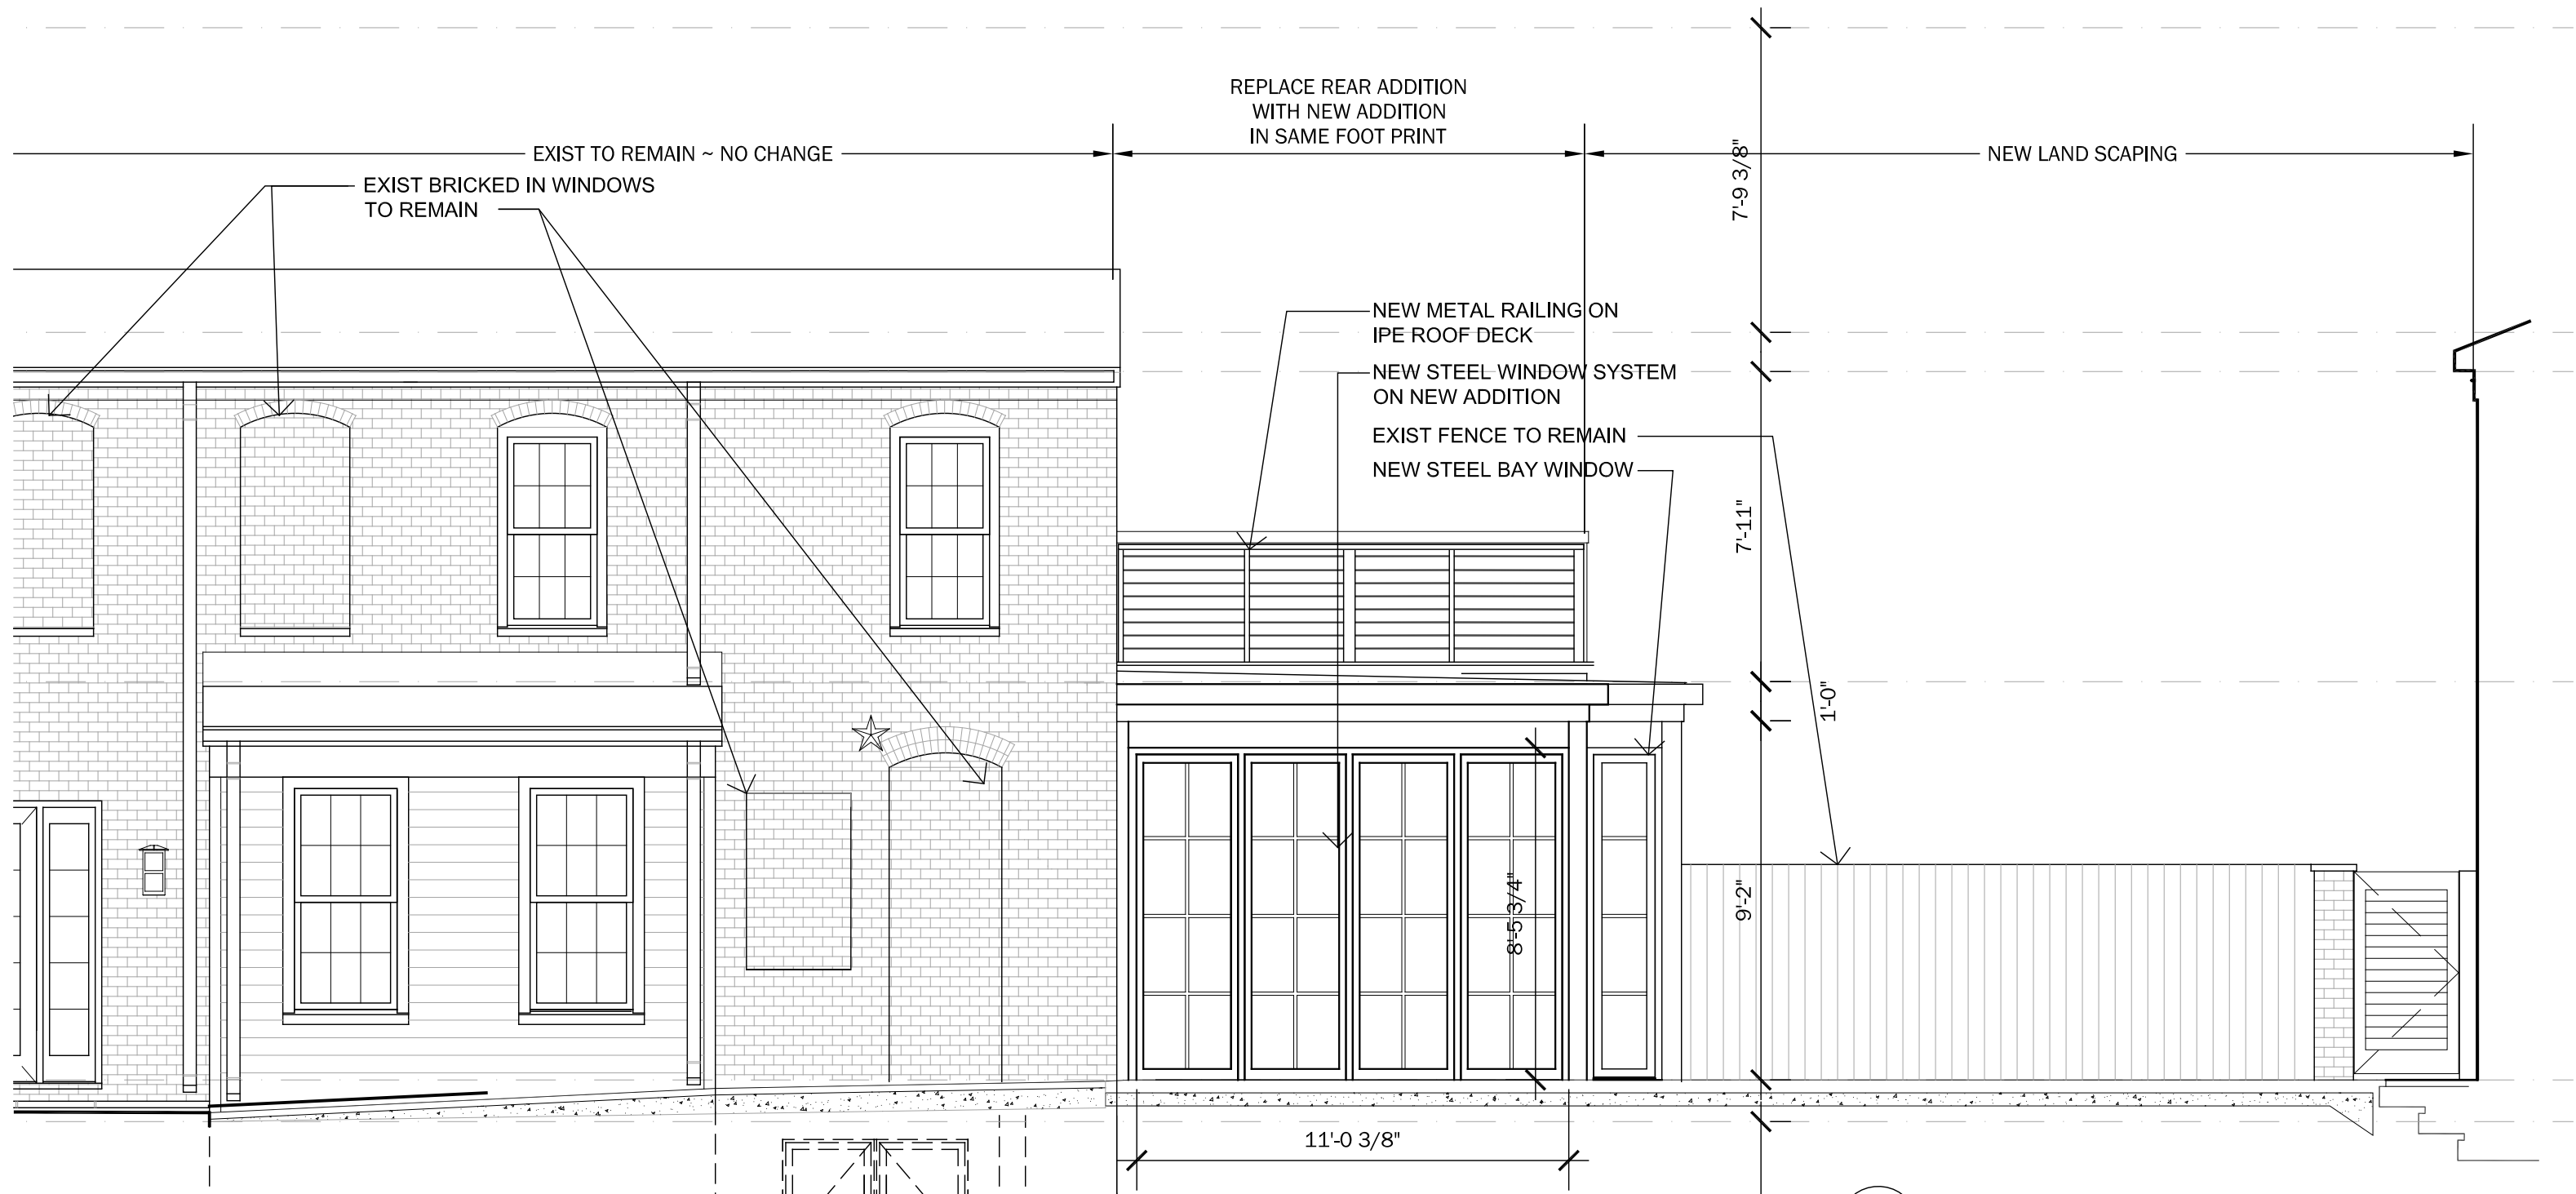 REPLACE REAR ADDITION
WITH NEW ADDITION
IN SAME FOOT PRINT
EXIST TO REMAIN ~ NO CHANGE
NEW LAND SCAPING
EXIST BRICKED IN WINDOWS
TO REMAIN
7'-9 3/8"
NEW METAL RAILING ON
IPE ROOF DECK
NEW STEEL WINDOW SYSTEM
ON NEW ADDITION
EXIST FENCE TO REMAIN
NEW STEEL BAY WINDOW
7'-11"
1'-0"
8'-5 3/4"
9'-2"
11'-0 3/8"